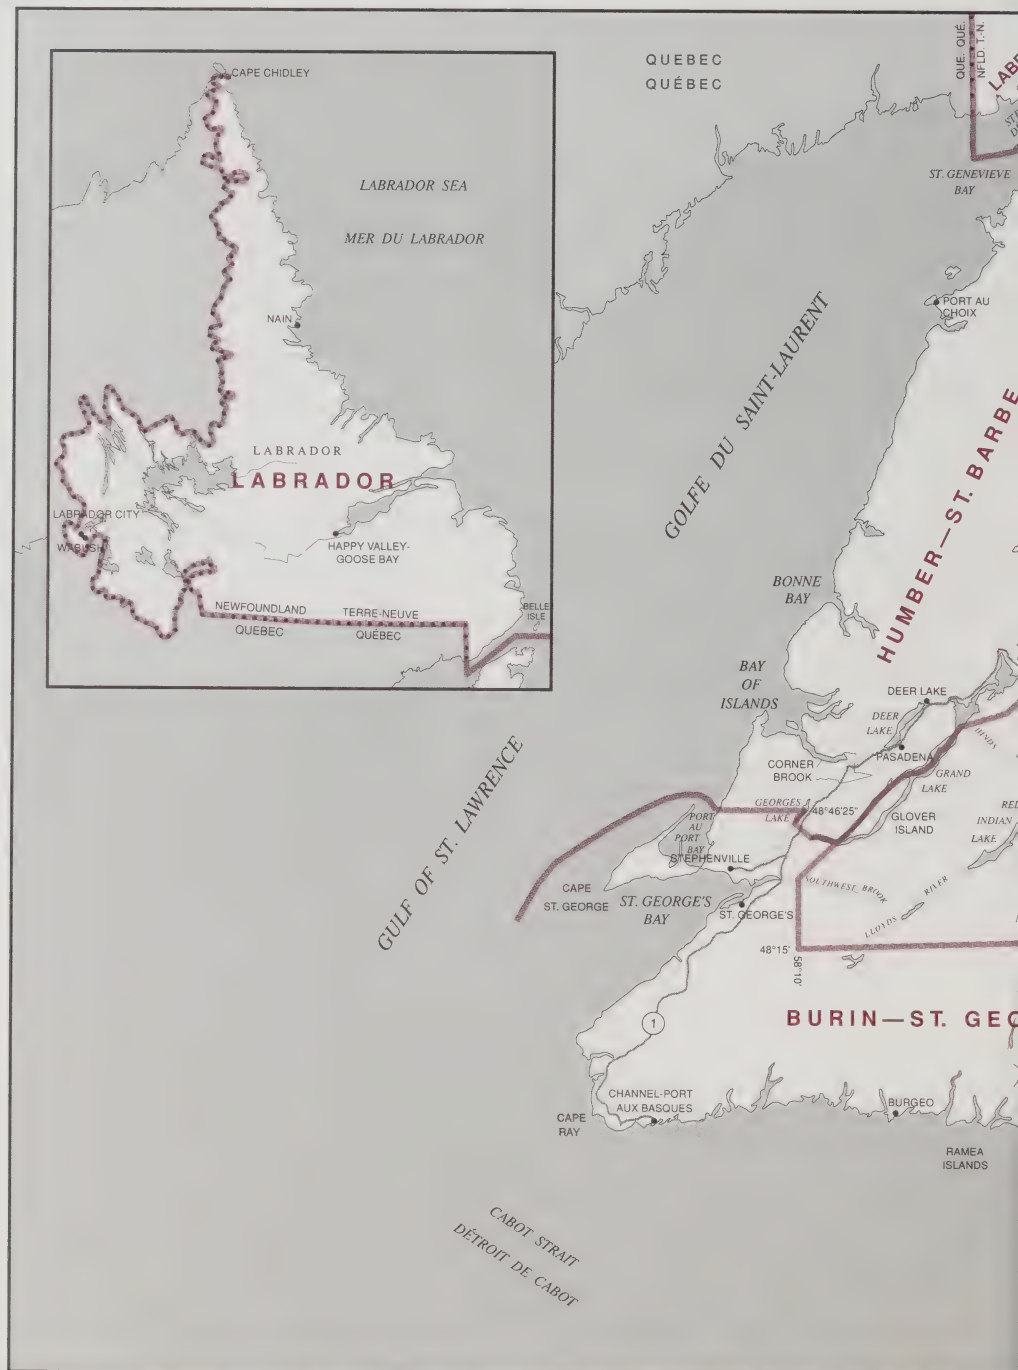 CAPE CHIDLEY
LABRADOR SEA
MER DU LABRADOR
NAIN
LABRADOR
LABRADOR
LABRADOR CITY
WABUSH
HAPPY VALLEY-
GOOSE BAY
NEWFOUNDLAND TERRE-NEUVE
QUEBEC QUÉBEC
BELLE
ISLE
QUEBEC
QUÉBEC
QUE. QUÉ.
NFLD. T.-N.
ST. GENEVIEVE
BAY
PORT AU
CHOIX
GOLFE DU SAINT-LAURENT
HUMBER—ST. BARBE
BONNE
BAY
BAY
OF
ISLANDS
DEER LAKE
DEER
LAKE
PASADENA
CORNER
BROOK
GRAND
LAKE
GEORGES
LAKE
48°46'25"
GLOVER
ISLAND
INDIAN
LAKE
PORT
AU
PORT
BAY
STEPHENVILLE
CAPE
ST. GEORGE
ST. GEORGE'S
BAY
ST. GEORGE'S
SOUTHWEST BROOK
LLOYDS RIVER
48°15'
58°10'
GULF OF ST. LAWRENCE
BURIN—ST. GEO
1
CHANNEL-PORT
AUX BASQUES
CAPE
RAY
BURGEO
RAMEA
ISLANDS
CABOT STRAIT
DÉTROIT DE CABOT